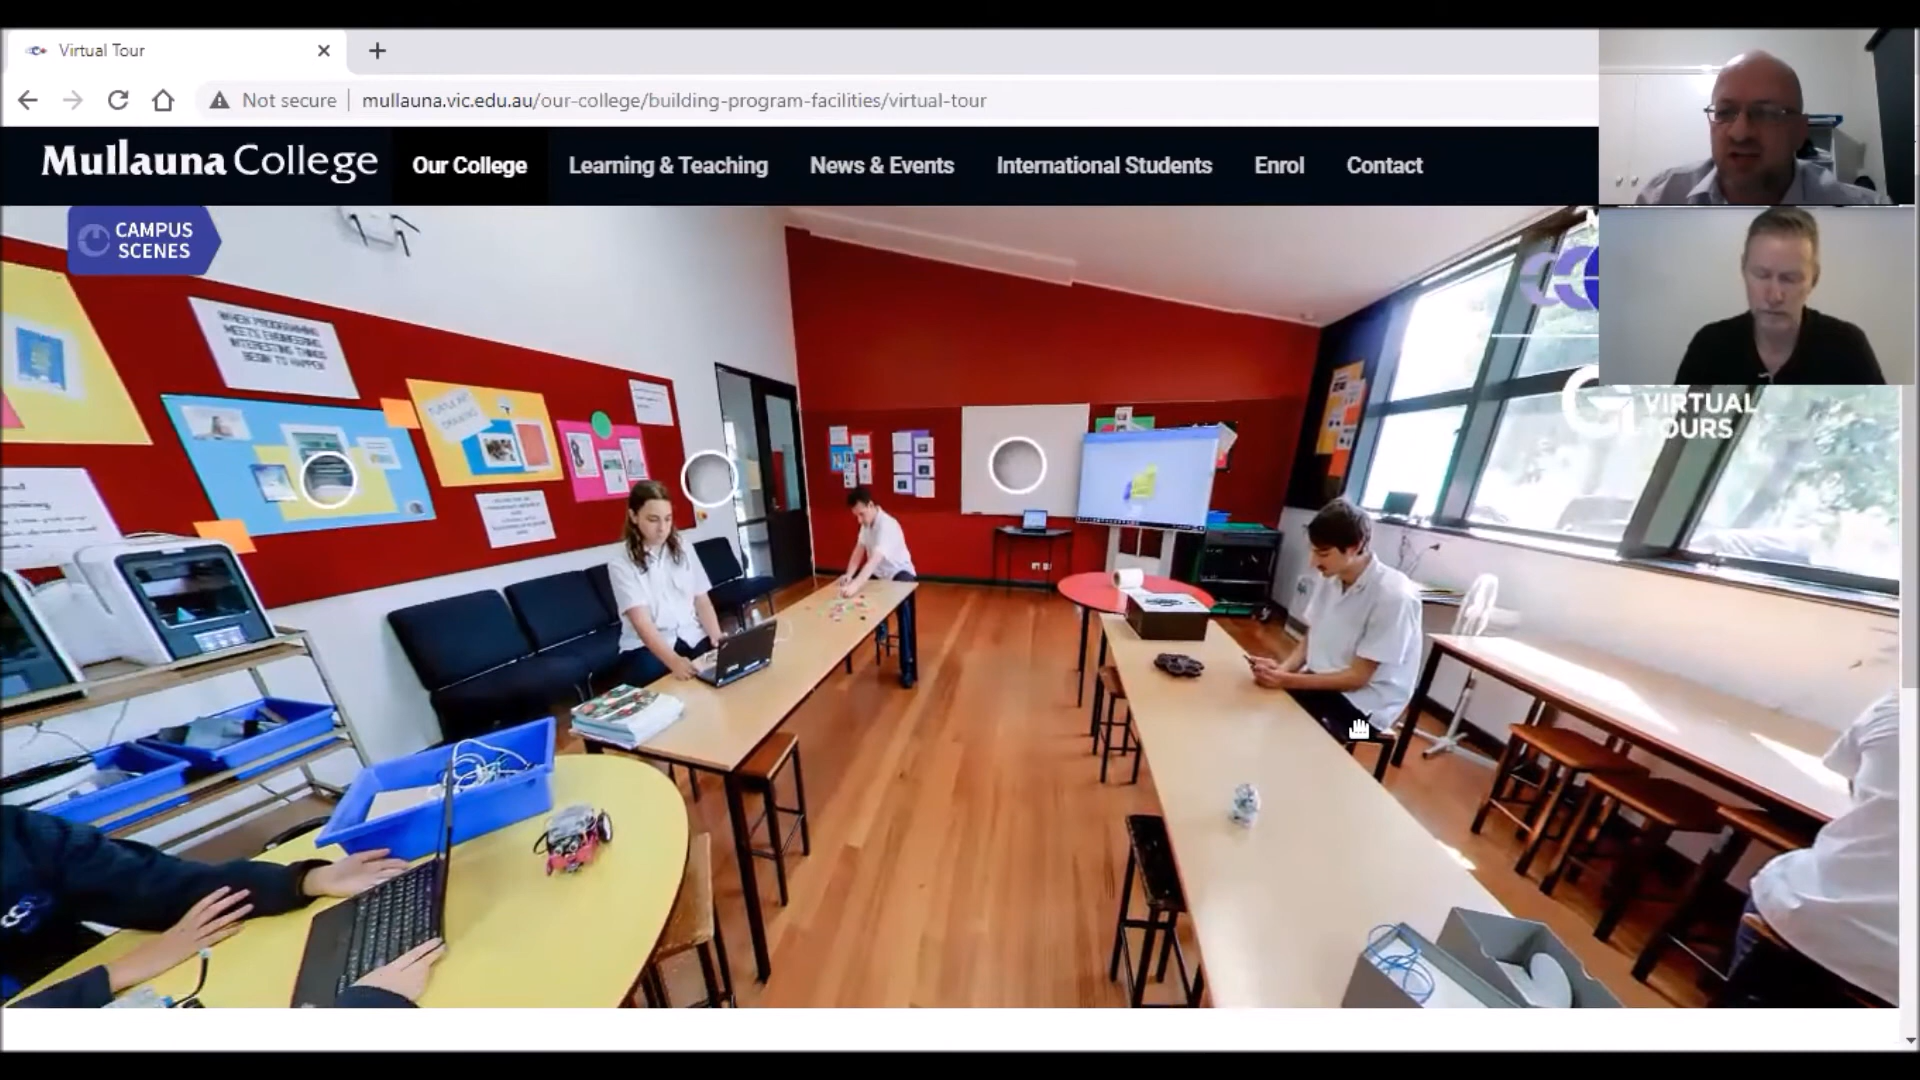 Virtual Tour
Not secure
mullauna.vic.edu.au/our-college/building-program-facilities/virtual-tour
Mullauna College
Our College
Learning & Teaching
News & Events
International Students
Enrol
Contact
CAMPUS
SCENES
WHEN PROGRAMMING
MEETS ENGINEERING
INTERESTING THINGS
BEGIN TO HAPPEN
VIRTUAL
TOURS